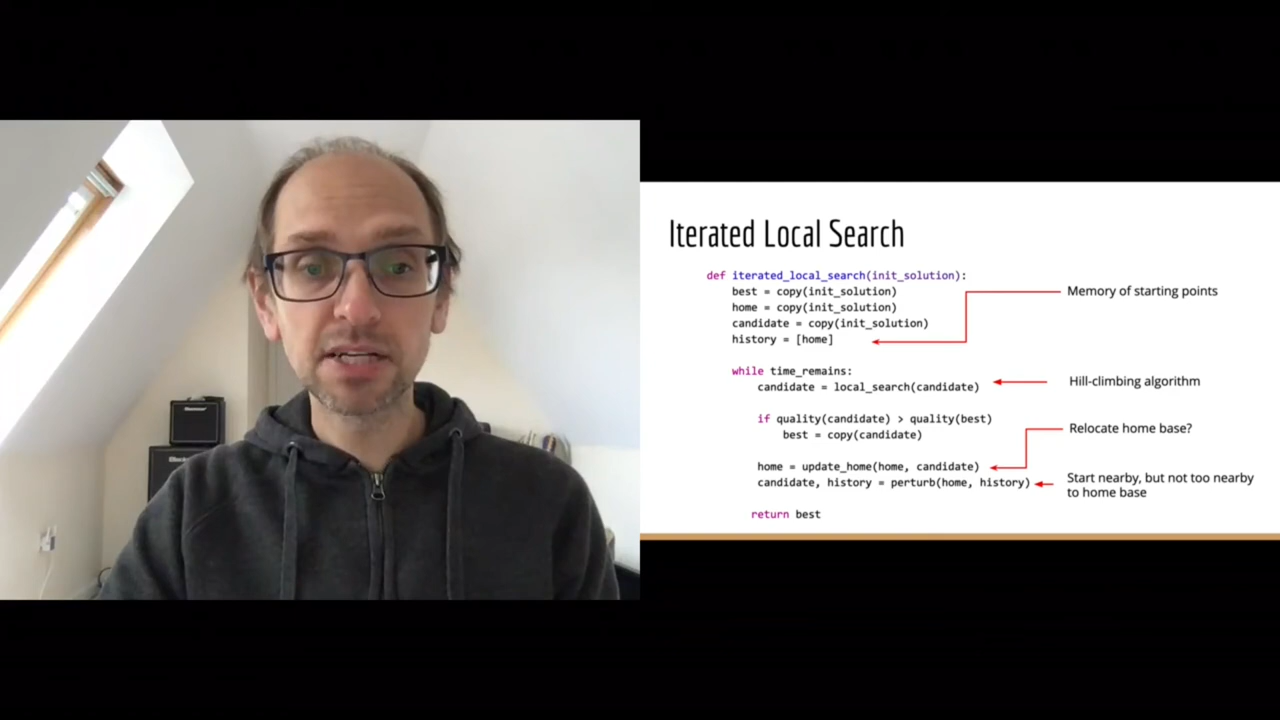 Iterated Local Search
def iterated_local_search(init_solution):
best = copy(init_solution)
home = copy(init_solution)
candidate = copy(init_solution)
history = [home]
while time_remains:
candidate = local_search(candidate)
if quality(candidate) > quality(best)
best = copy(candidate)
home = update_home(home, candidate)
candidate, history = perturb(home, history)
return best
Memory of starting points
Hill-climbing algorithm
Relocate home base?
Start nearby, but not too nearby
to home base